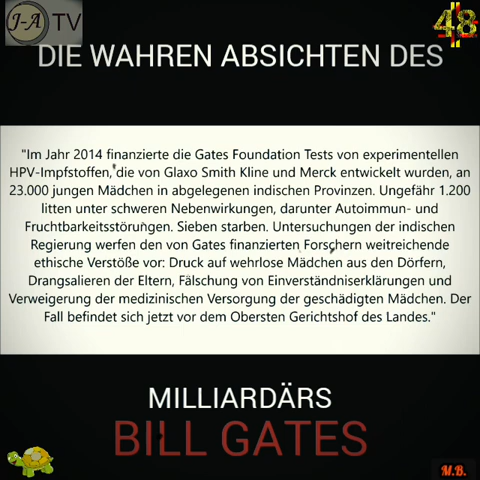 J-A TV
48
DIE WAHREN ABSICHTEN DES
"Im Jahr 2014 finanzierte die Gates Foundation Tests von experimentellen
HPV-Impfstoffen, die von Glaxo Smith Kline und Merck entwickelt wurden, an
23.000 jungen Mädchen in abgelegenen indischen Provinzen. Ungefähr 1.200
litten unter schweren Nebenwirkungen, darunter Autoimmun- und
Fruchtbarkeitsstörungen. Sieben starben. Untersuchungen der indischen
Regierung werfen den von Gates finanzierten Forschern weitreichende
ethische Verstöße vor: Druck auf wehrlose Mädchen aus den Dörfern,
Drangsalieren der Eltern, Fälschung von Einverständniserklärungen und
Verweigerung der medizinischen Versorgung der geschädigten Mädchen. Der
Fall befindet sich jetzt vor dem Obersten Gerichtshof des Landes."
MILLIARDÄRS
BILL GATES
M.B.